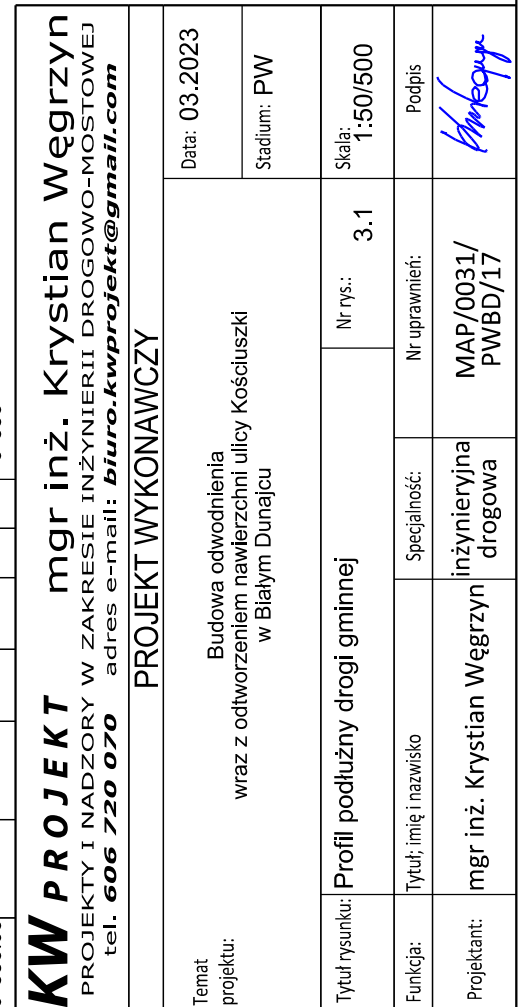 KW PROJEKT mgr inż. Krystian Węgrzyn
PROJEKTY I NADZORY W ZAKRESIE INŻYNIERII DROGOWO-MOSTOWEJ
tel. 606 720 070 adres e-mail: biuro.kwprojekt@gmail.com
PROJEKT WYKONAWCZY
Temat
projektu:
Budowa odwodnienia
wraz z odtworzeniem nawierzchni ulicy Kościuszki
w Białym Dunajcu
Data: 03.2023
Stadium: PW
Tytuł rysunku: Profil podłużny drogi gminnej
Nr rys.: 3.1
Skala: 1:50/500
Funkcja: Tytuł; imię i nazwisko Specjalność: Nr uprawnień: Podpis
Projektant: mgr inż. Krystian Węgrzyn
inżynieryjna
drogowa
MAP/0031/
PWBD/17